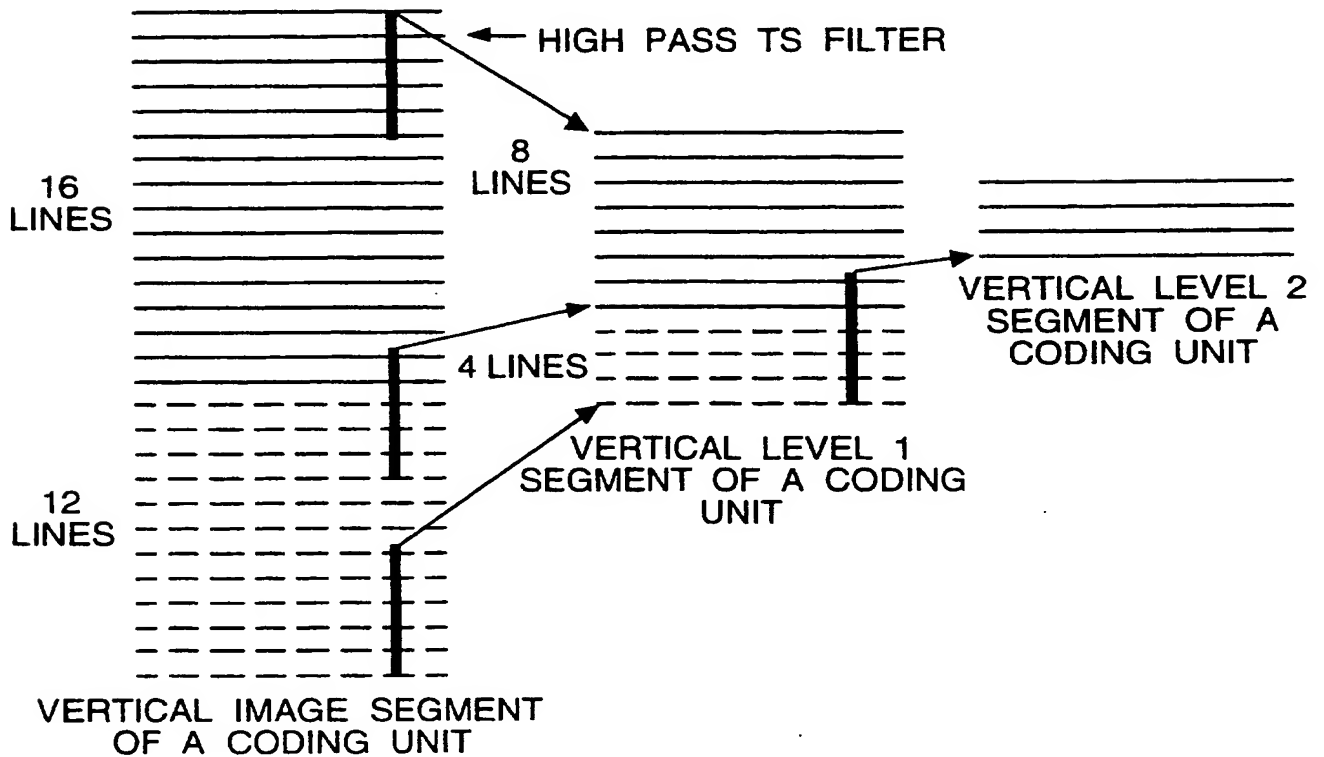 HIGH PASS TS FILTER
16
LINES
8
LINES
4 LINES
12
LINES
VERTICAL LEVEL 2
SEGMENT OF A
CODING UNIT
VERTICAL LEVEL 1
SEGMENT OF A CODING
UNIT
VERTICAL IMAGE SEGMENT
OF A CODING UNIT